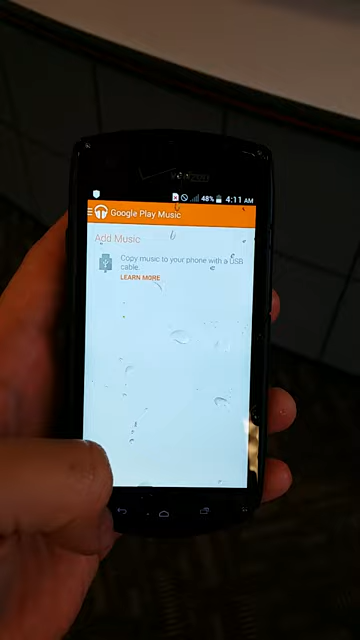 verizon
48% 4:11 AM
Google Play Music
Add Music
Copy music to your phone with a USB
cable.
LEARN MORE